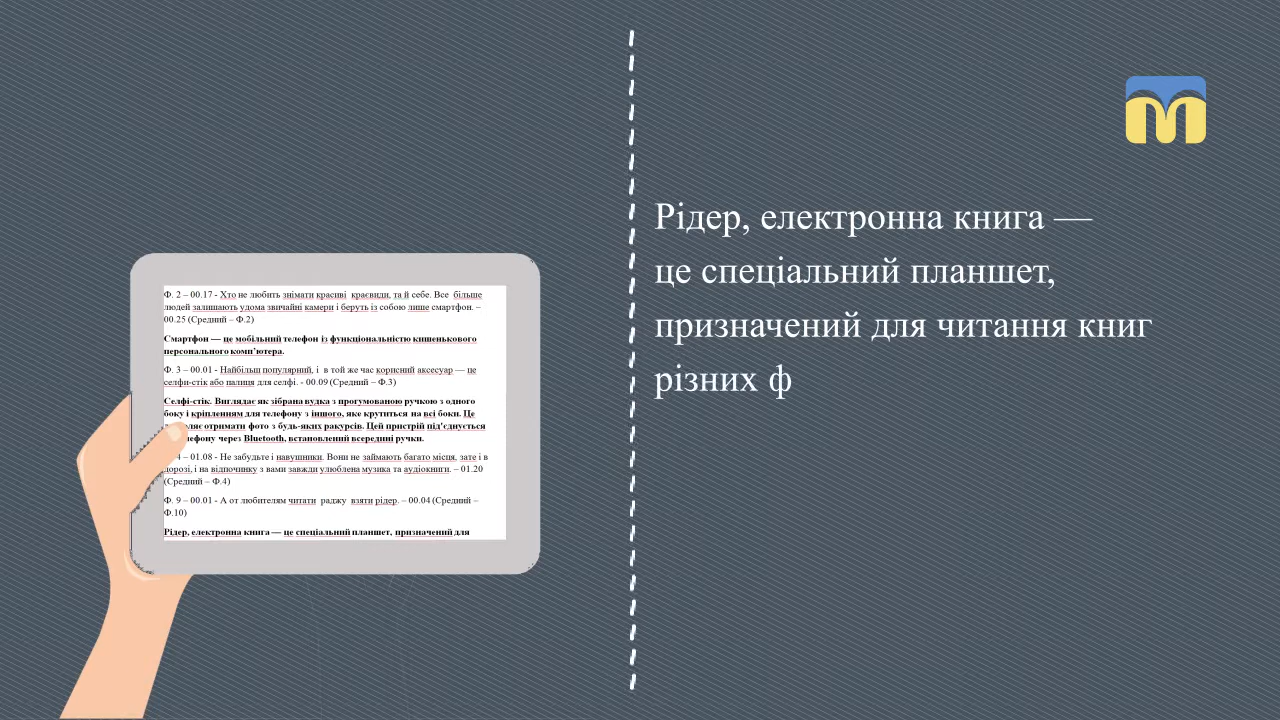 Ф. 2 – 00.17 - Хто не любить знімати красиві краєвиди, та й себе. Все більше
людей залишають удома звичайні камери і беруть із собою лише смартфон. –
00.25 (Средний – Ф.2)
Смартфон — це мобільний телефон із функціональністю кишенькового
персонального комп'ютера.
Ф. 3 – 00.01 - Найбільш популярний, і в той же час корисний аксесуар — це
селфи-стік або палиця для селфі. - 00.09 (Средний – Ф.3)
Селфі-стік. Виглядає як зібрана вудка з прогумованою ручкою з одного
боку і кріпленням для телефону з іншого, яке крутиться на всі боки. Це
отримати фото з будь-яких ракурсів. Цей пристрій під'єднується
телефону через Bluetooth, встановлений всередині ручки.
4 – 01.08 - Не забудьте і навушники. Вони не займають багато місця, зате і в
дорозі, і на відпочинку з вами завжди улюблена музика та аудіокниги. – 01.20
(Средний – Ф.4)
Ф. 9 – 00.01 - А от любителям читати раджу взяти рідер. – 00.04 (Средний –
Ф.10)
Рідер, електронна книга — це спеціальний планшет, призначений для
Рідер, електронна книга —
це спеціальний планшет,
призначений для читання книг
різних ф